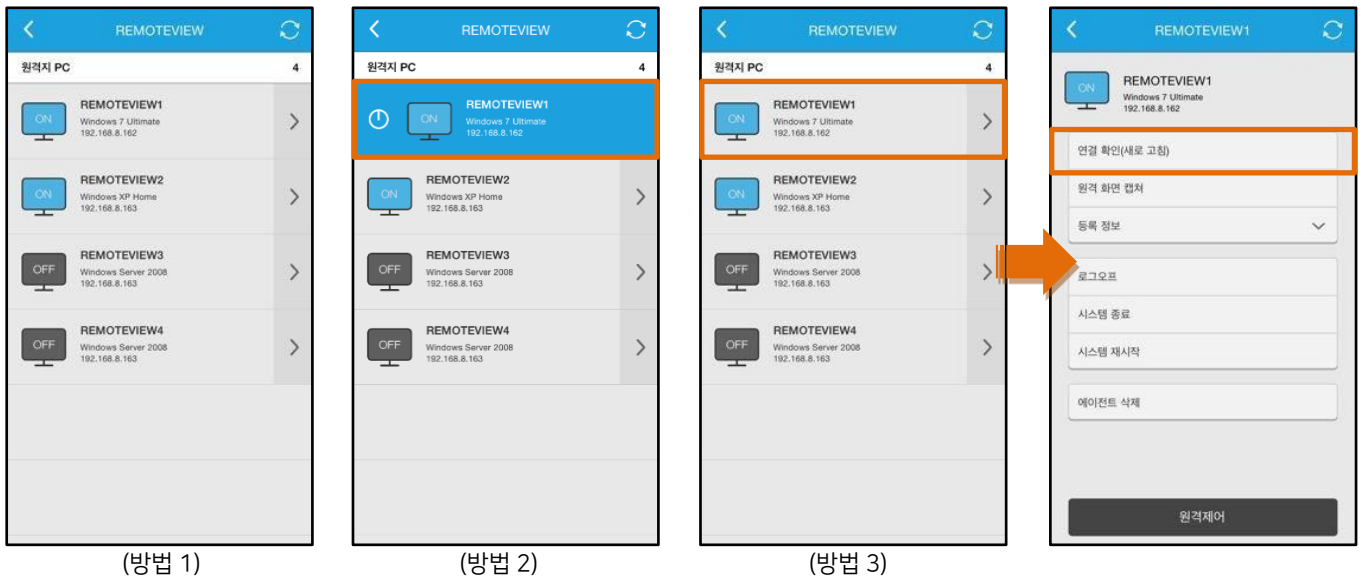 REMOTEVIEW
원격지 PC 4
ON
REMOTEVIEW1
Windows 7 Ultimate
192.168.8.162
ON
REMOTEVIEW2
Windows XP Home
192.168.8.163
OFF
REMOTEVIEW3
Windows Server 2008
192.168.8.163
OFF
REMOTEVIEW4
Windows Server 2008
192.168.8.163
(방법 1)
REMOTEVIEW
원격지 PC 4
ON
REMOTEVIEW1
Windows 7 Ultimate
192.168.8.162
ON
REMOTEVIEW2
Windows XP Home
192.168.8.163
OFF
REMOTEVIEW3
Windows Server 2008
192.168.8.163
OFF
REMOTEVIEW4
Windows Server 2008
192.168.8.163
(방법 2)
REMOTEVIEW
원격지 PC 4
ON
REMOTEVIEW1
Windows 7 Ultimate
192.168.8.162
ON
REMOTEVIEW2
Windows XP Home
192.168.8.163
OFF
REMOTEVIEW3
Windows Server 2008
192.168.8.163
OFF
REMOTEVIEW4
Windows Server 2008
192.168.8.163
(방법 3)
REMOTEVIEW1
ON
REMOTEVIEW1
Windows 7 Ultimate
192.168.8.162
연결 확인(새로 고침)
원격 화면 캡쳐
등록 정보
로그오프
시스템 종료
시스템 재시작
에이전트 삭제
원격제어